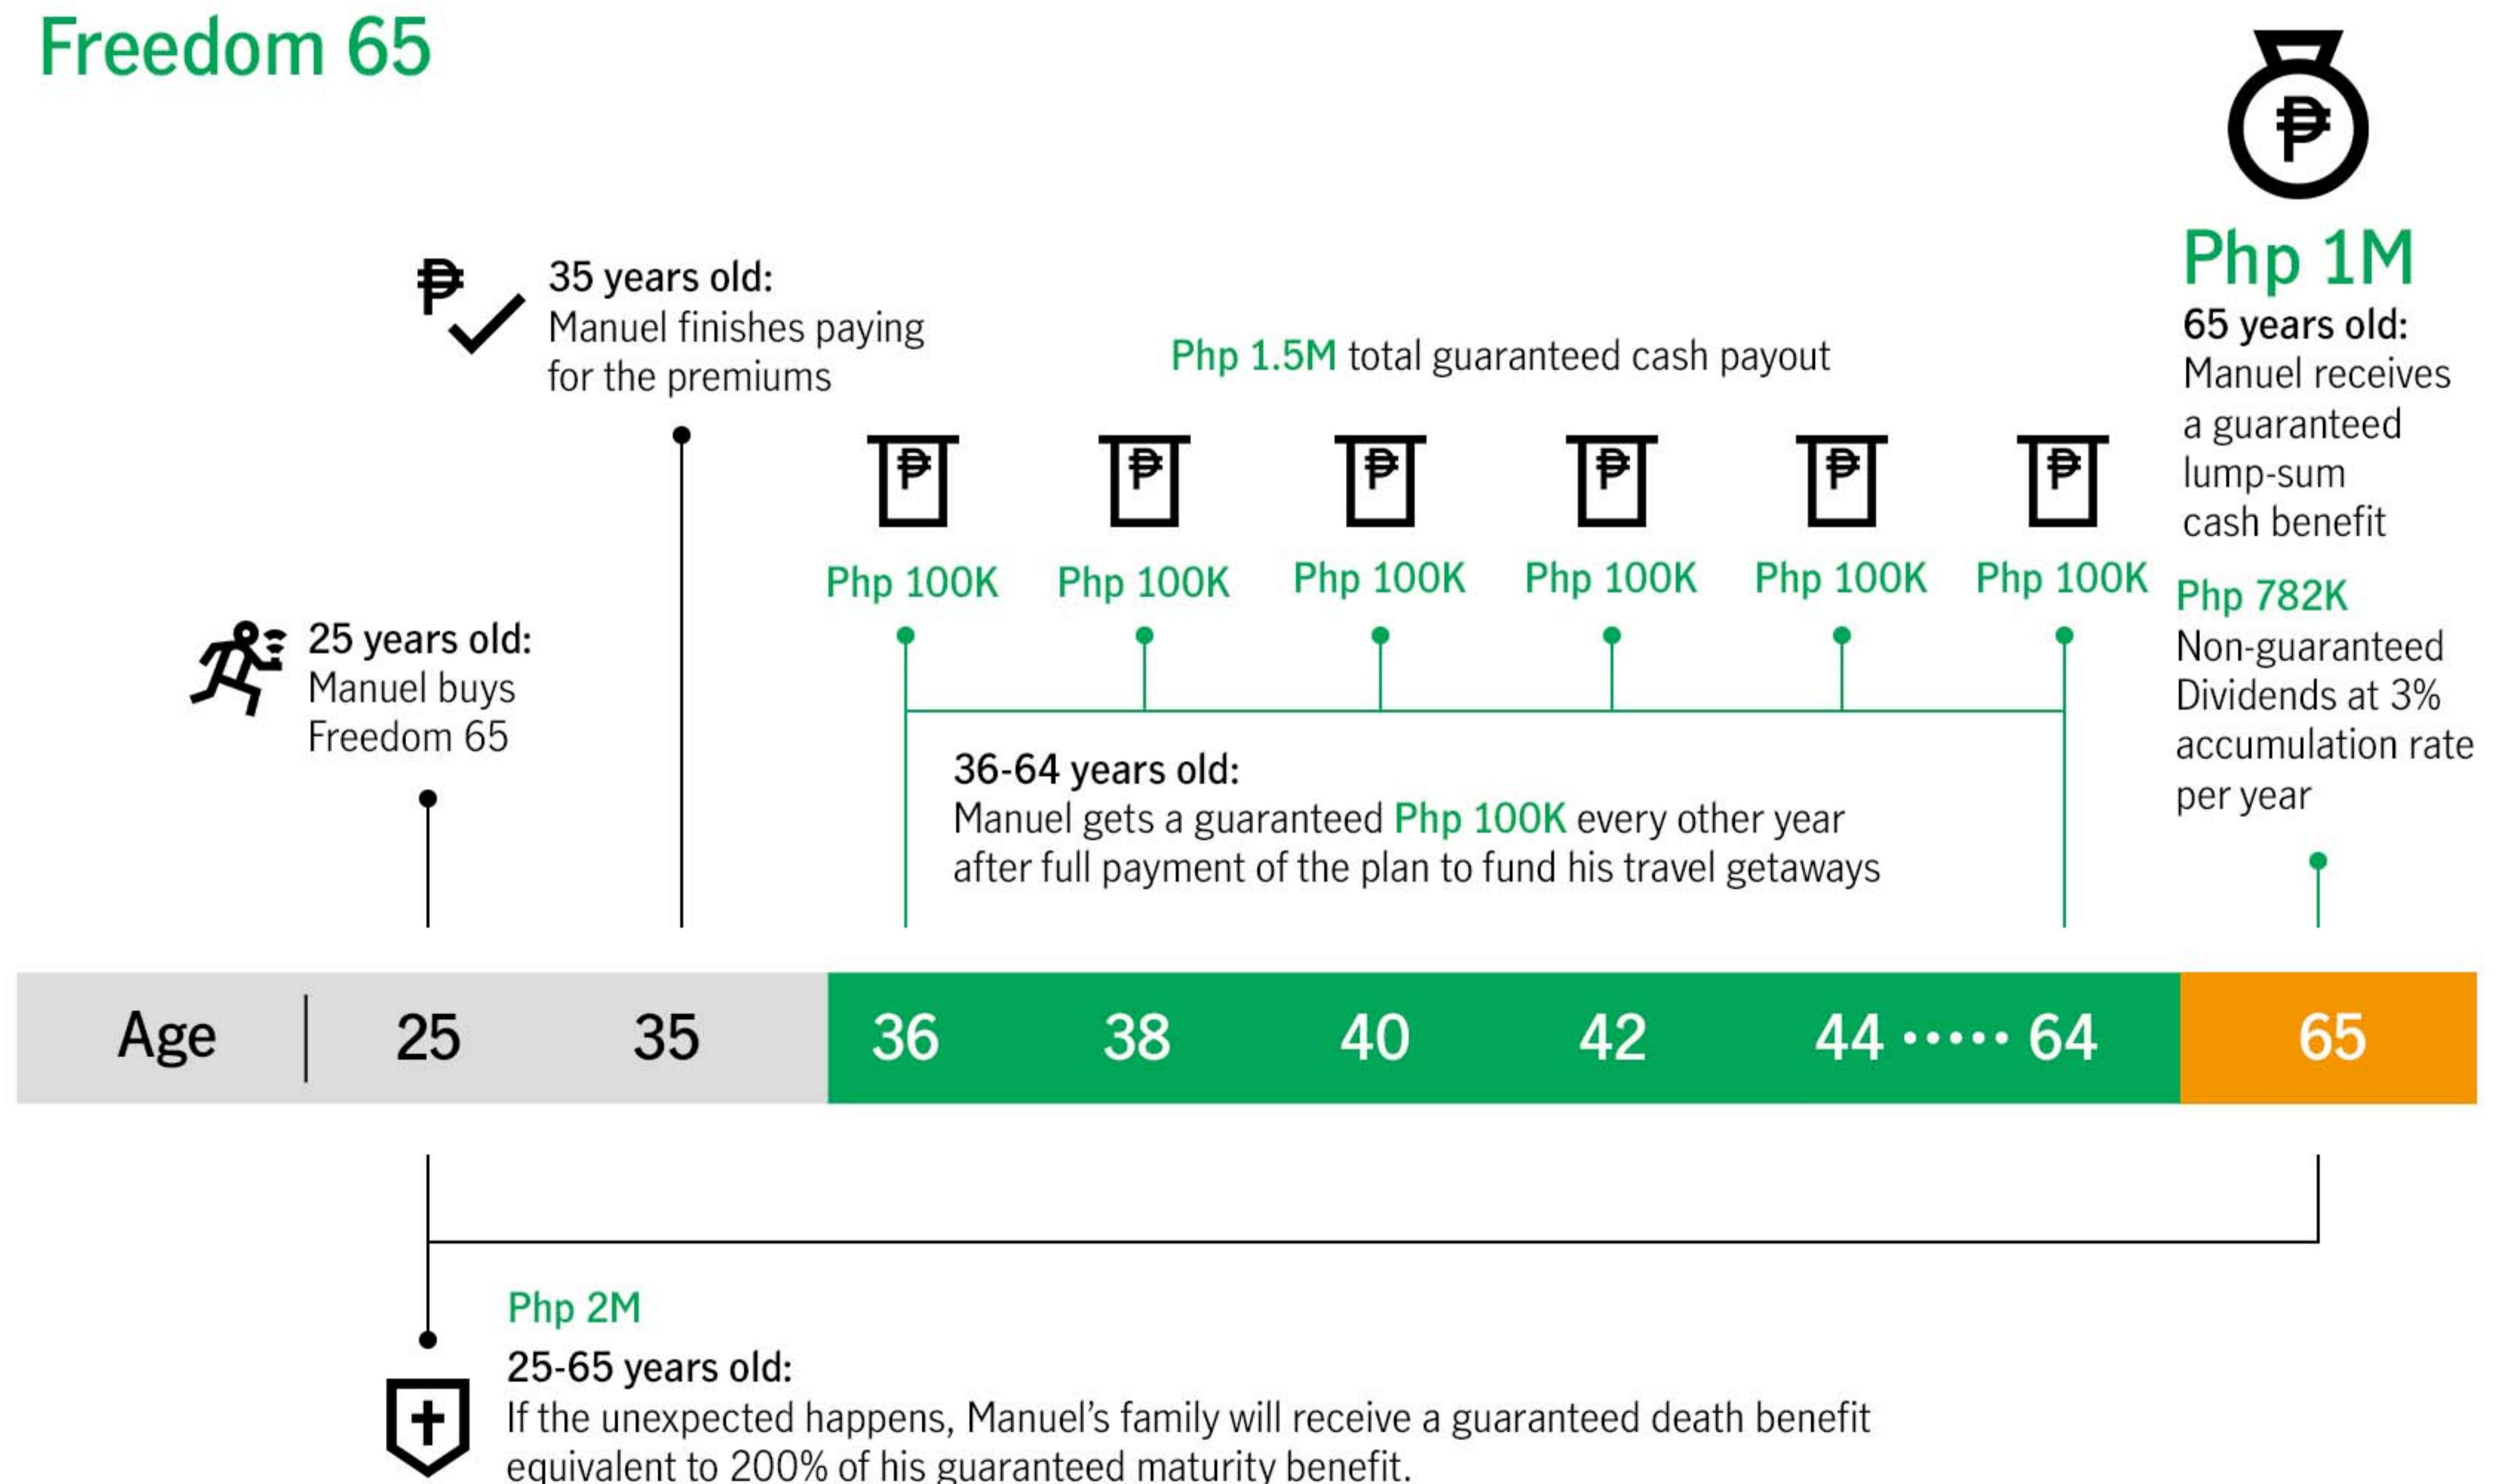 Freedom 65
₱
Php 1M
65 years old:
Manuel receives
a guaranteed
lump-sum
cash benefit
Php 782K
Non-guaranteed
Dividends at 3%
accumulation rate
per year
₱
35 years old:
Manuel finishes paying
for the premiums
Php 1.5M total guaranteed cash payout
₱ ₱ ₱ ₱ ₱ ₱
Php 100K Php 100K Php 100K Php 100K Php 100K Php 100K
25 years old:
Manuel buys
Freedom 65
36-64 years old:
Manuel gets a guaranteed Php 100K every other year
after full payment of the plan to fund his travel getaways
Age | 25 35 36 38 40 42 44 ····· 64 65
Php 2M
25-65 years old:
If the unexpected happens, Manuel’s family will receive a guaranteed death benefit
equivalent to 200% of his guaranteed maturity benefit.